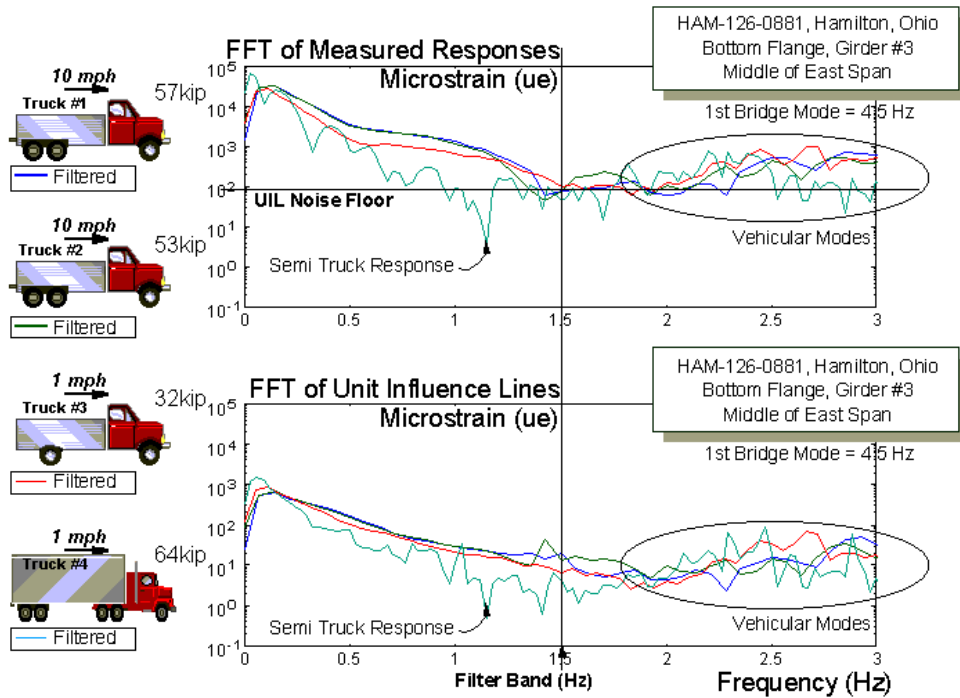 FFT of Measured Responses
Microstrain (ue)
HAM-126-0881, Hamilton, Ohio
Bottom Flange, Girder #3
Middle of East Span
1st Bridge Mode = 4.5 Hz
10 mph
57kip
Truck #1
Filtered
10 mph
53kip
Truck #2
Filtered
10^5
10^4
10^3
10^2
10^1
10^0
10^-1
UIL Noise Floor
Semi Truck Response
Vehicular Modes
0 0.5 1 1.5 2 2.5 3
1 mph
32kip
Truck #3
Filtered
1 mph
64kip
Truck #4
Filtered
FFT of Unit Influence Lines
Microstrain (ue)
HAM-126-0881, Hamilton, Ohio
Bottom Flange, Girder #3
Middle of East Span
1st Bridge Mode = 4.5 Hz
10^5
10^4
10^3
10^2
10^1
10^0
10^-1
Semi Truck Response
Vehicular Modes
0 0.5 1 1.5 2 2.5 3
Filter Band (Hz)
Frequency (Hz)